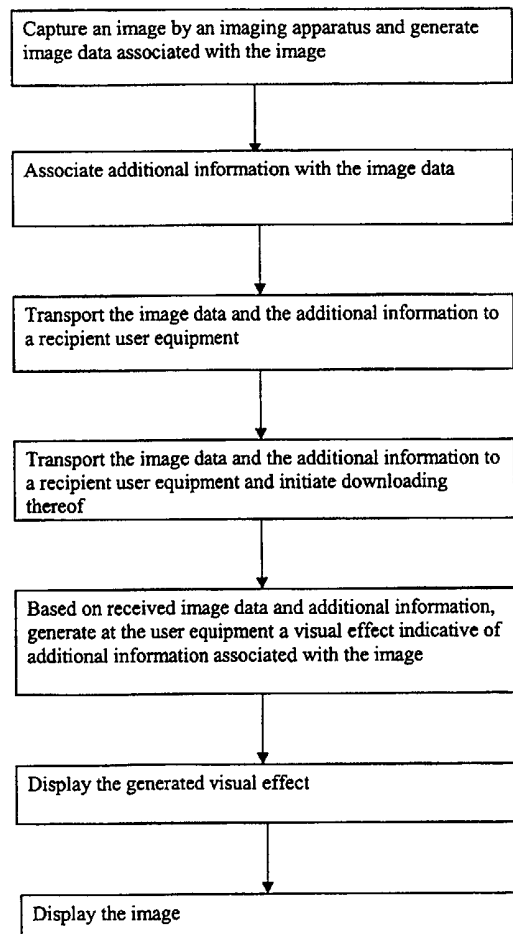 Capture an image by an imaging apparatus and generate
image data associated with the image
Associate additional information with the image data
Transport the image data and the additional information to
a recipient user equipment
Transport the image data and the additional information to
a recipient user equipment and initiate downloading
thereof
Based on received image data and additional information,
generate at the user equipment a visual effect indicative of
additional information associated with the image
Display the generated visual effect
Display the image